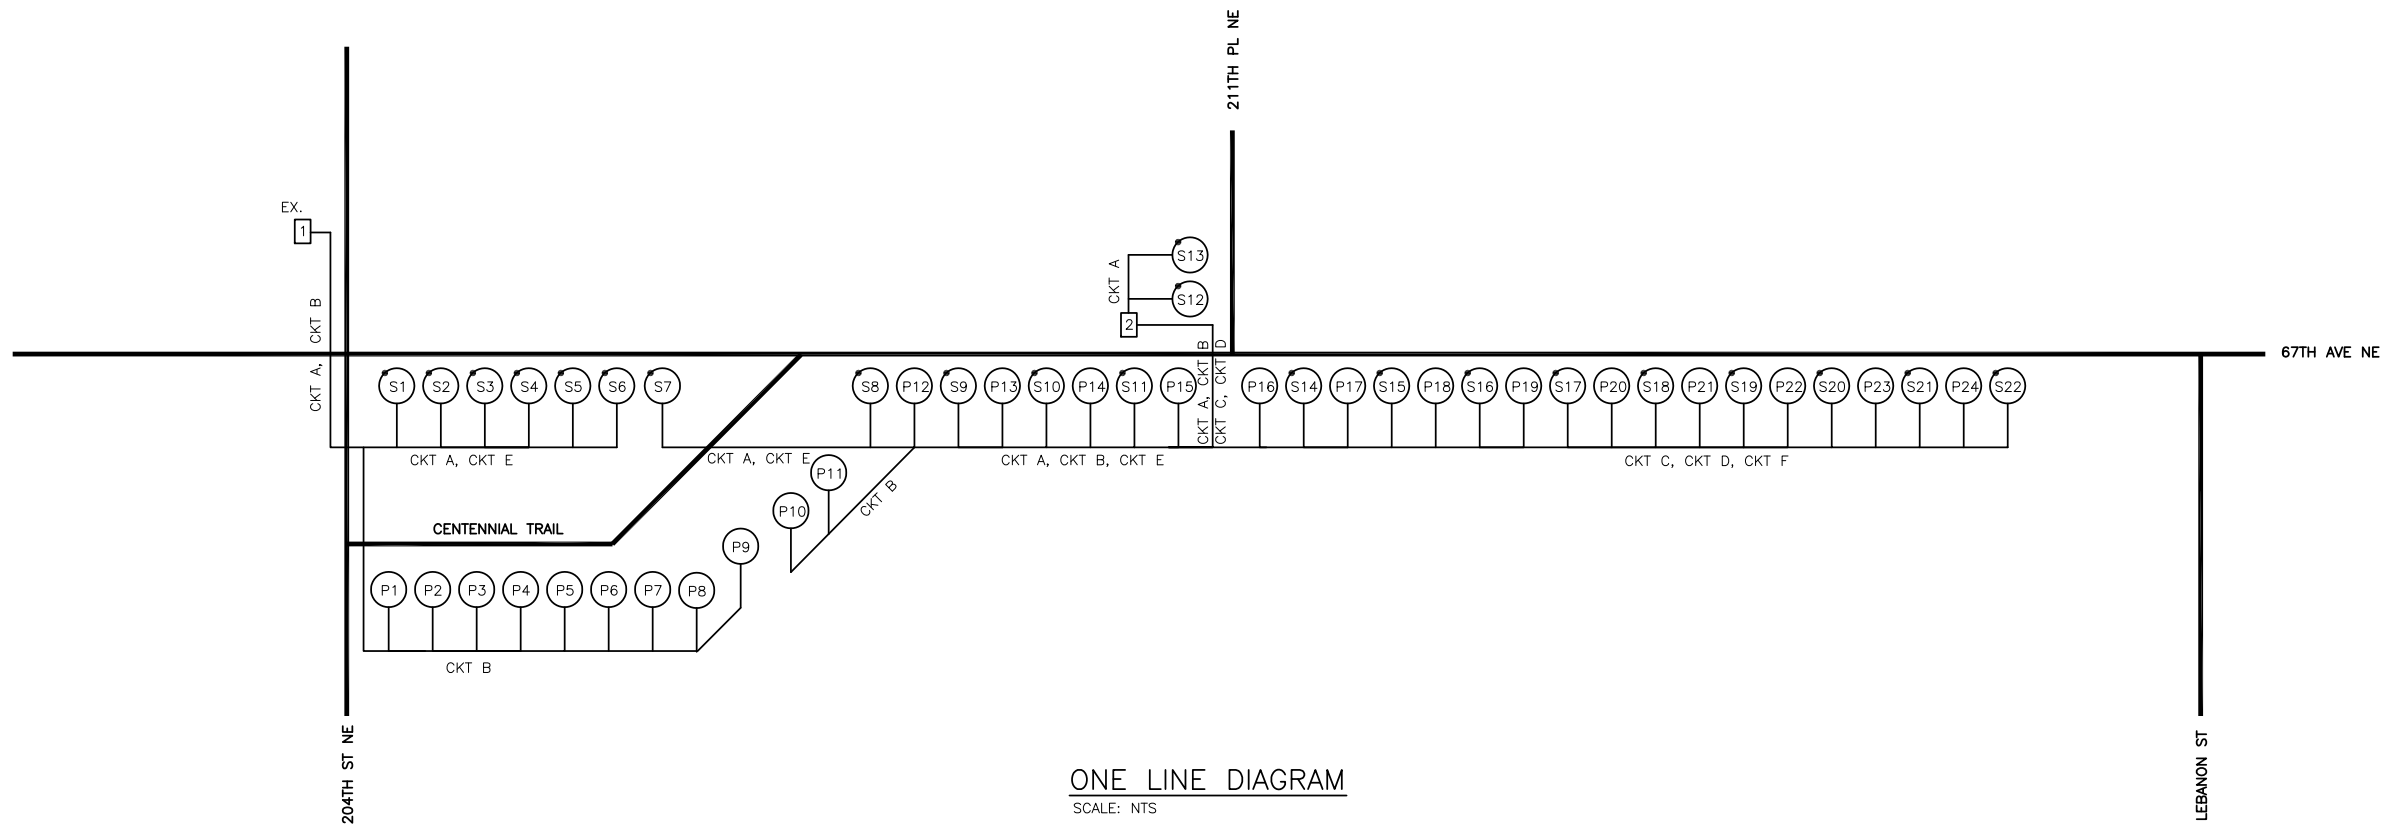 211TH PL NE
EX.
1
CKT A, CKT B
S13
S12
CKT A
2
67TH AVE NE
CKT A, CKT B
CKT C, CKT D
S1 S2 S3 S4 S5 S6 S7 S8 P12 S9 P13 S10 P14 S11 P15 P16 S14 P17 S15 P18 S16 P19 S17 P20 S18 P21 S19 P22 S20 P23 S21 P24 S22
CKT A, CKT E
CKT A, CKT E
CKT A, CKT B, CKT E
CKT C, CKT D, CKT F
P11
P10
CKT B
CENTENNIAL TRAIL
P9
P1 P2 P3 P4 P5 P6 P7 P8
CKT B
204TH ST NE
LEBANON ST
ONE LINE DIAGRAM
SCALE: NTS